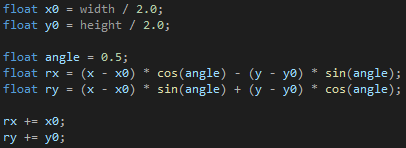 float x0 = width / 2.0;
float y0 = height / 2.0;
float angle = 0.5;
float rx = (x - x0) * cos(angle) - (y - y0) * sin(angle);
float ry = (x - x0) * sin(angle) + (y - y0) * cos(angle);
rx += x0;
ry += y0;